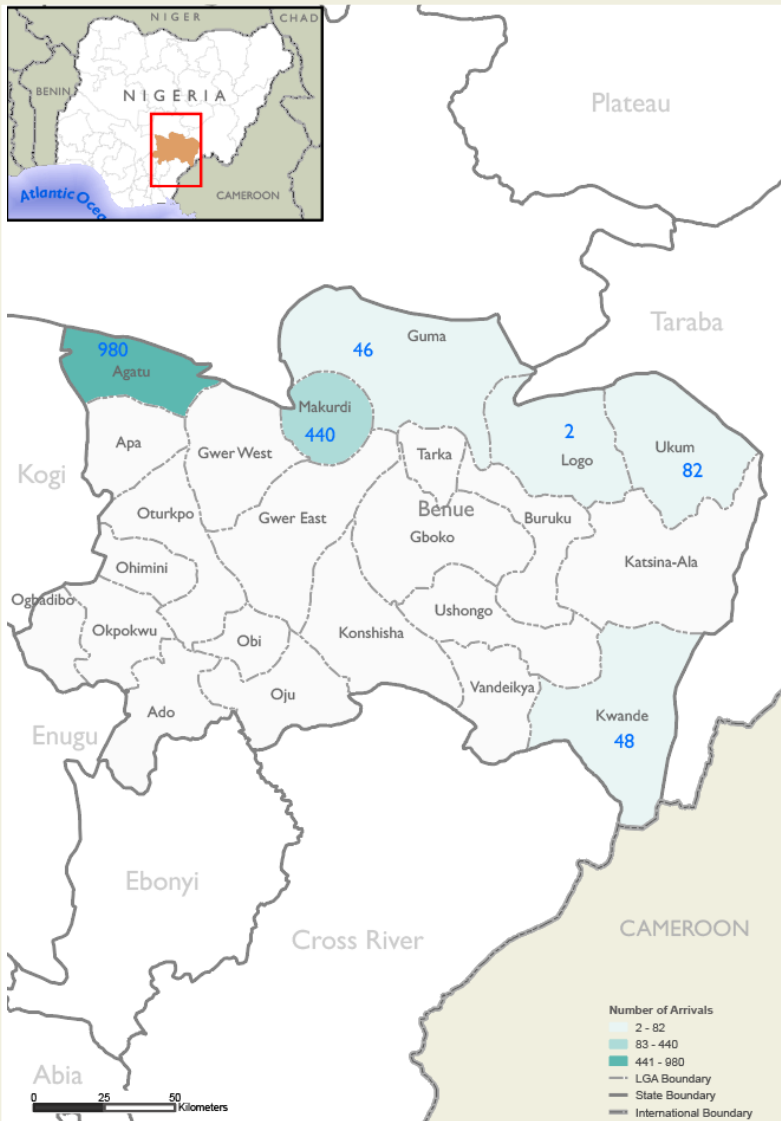 NIGER
CHAD
BENIN
NIGERIA
CAMEROON
Atlantic Ocea
Plateau
Taraba
980
Agatu
46
Guma
Makurdi
440
2
Logo
Ukum
82
Kogi
Apa
Gwer West
Tarka
Oturkpo
Gwer East
Benue
Buruku
Gboko
Katsina-Ala
Ohimini
Ogbadibo
Ushongo
Okpokwu
Obi
Konshisha
Oju
Vandeikya
Ado
Kwande
48
Enugu
Ebonyi
Cross River
CAMEROON
Abia
Number of Arrivals
2 - 82
83 - 440
441 - 980
LGA Boundary
State Boundary
International Boundary
0 25 50
Kilometers